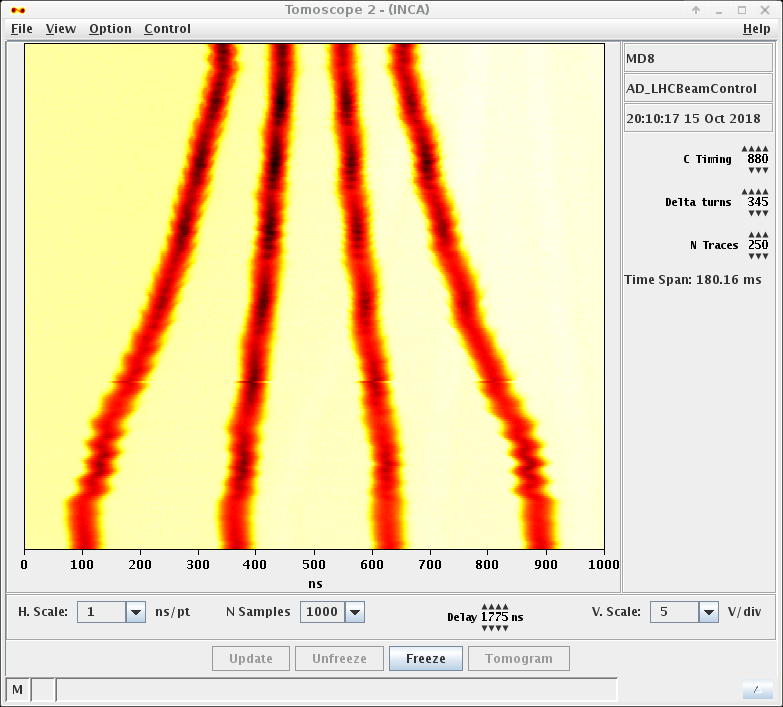 Tomoscope 2 - (INCA)
File View Option Control Help
MD8
AD_LHCBeamControl
20:10:17 15 Oct 2018
C Timing 880
Delta turns 345
N Traces 250
Time Span: 180.16 ms
0 100 200 300 400 500 600 700 800 900 1000
ns
H. Scale: 1 ns/pt N Samples 1000 Delay 1775 ns V. Scale: 5 V/div
Update Unfreeze Freeze Tomogram
M